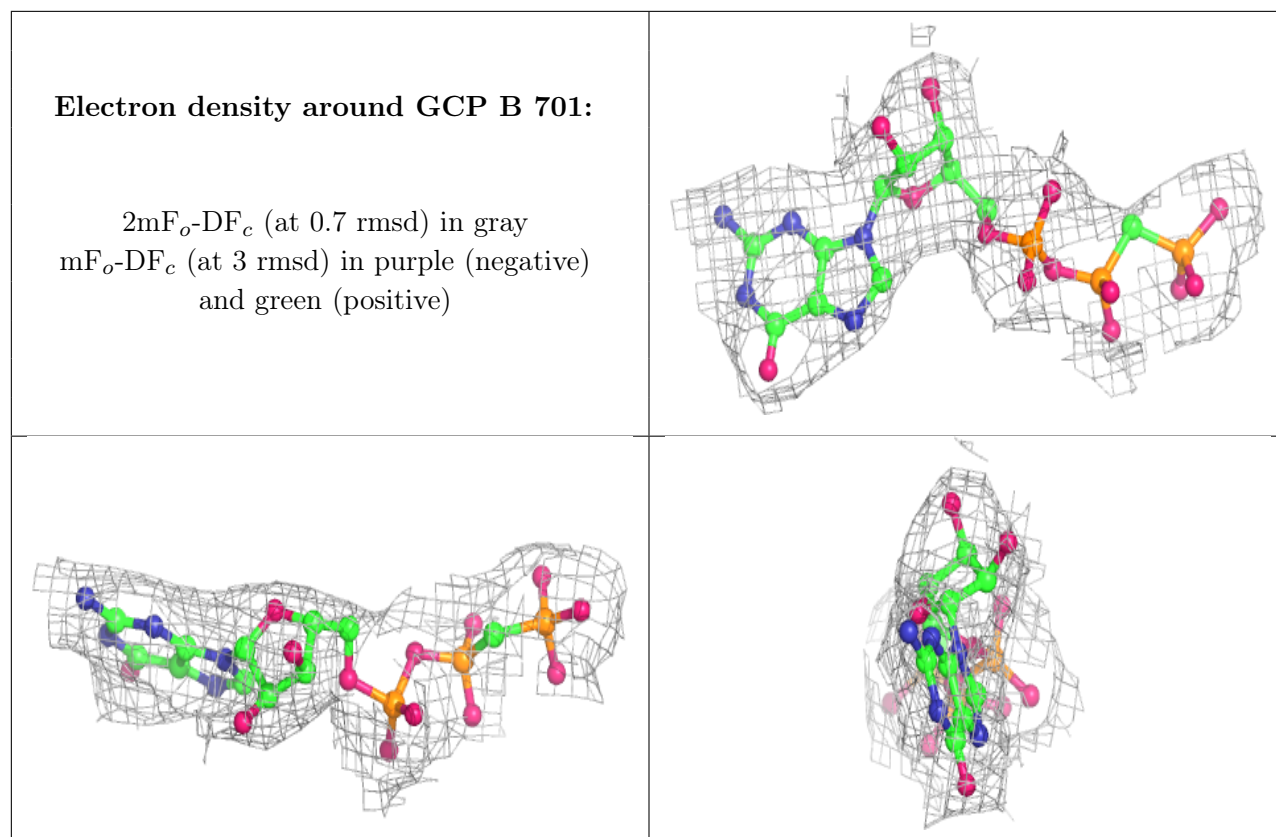 Electron density around GCP B 701:
2mFo-DFc (at 0.7 rmsd) in gray
mFo-DFc (at 3 rmsd) in purple (negative)
and green (positive)